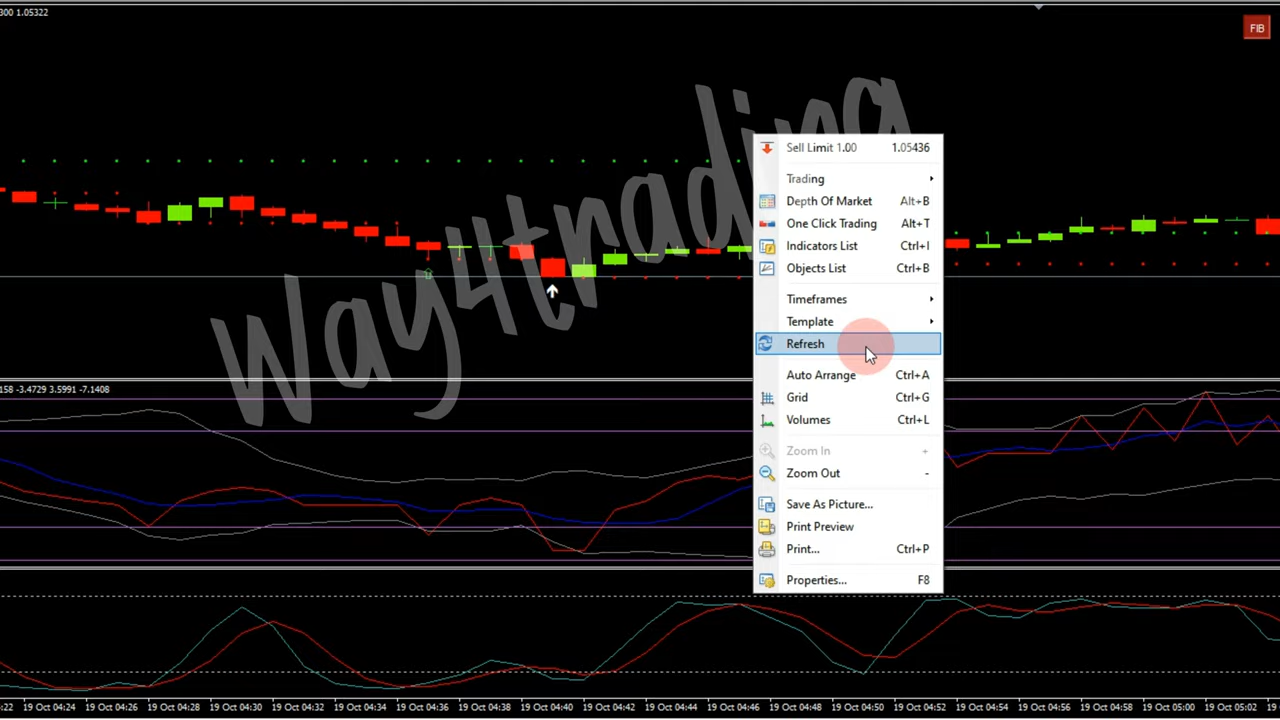 300 1.05322
FIB
Way4trading
Sell Limit 1.00 1.05436
Trading
Depth Of Market Alt+B
One Click Trading Alt+T
Indicators List Ctrl+I
Objects List Ctrl+B
Timeframes
Template
Refresh
Auto Arrange Ctrl+A
Grid Ctrl+G
Volumes Ctrl+L
Zoom In +
Zoom Out -
Save As Picture...
Print Preview
Print... Ctrl+P
Properties... F8
158 -3.4729 3.5991 -7.1408
:22 19 Oct 04:24 19 Oct 04:26 19 Oct 04:28 19 Oct 04:30 19 Oct 04:32 19 Oct 04:34 19 Oct 04:36 19 Oct 04:38 19 Oct 04:40 19 Oct 04:42 19 Oct 04:44 19 Oct 04:46 19 Oct 04:48 19 Oct 04:50 19 Oct 04:52 19 Oct 04:54 19 Oct 04:56 19 Oct 04:58 19 Oct 05:00 19 Oct 05:02 19